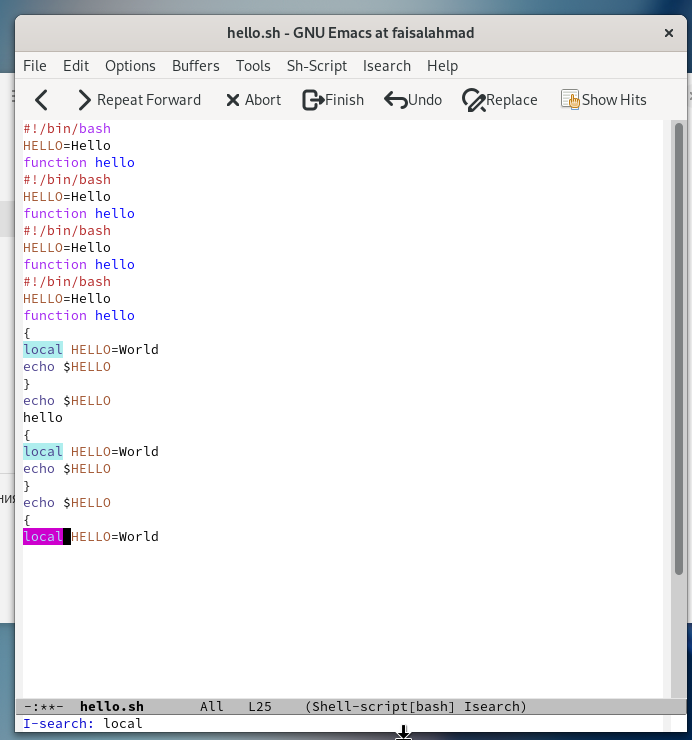 hello.sh - GNU Emacs at faisalahmad
File Edit Options Buffers Tools Sh-Script Isearch Help
Repeat Forward Abort Finish Undo Replace Show Hits
#!/bin/bash
HELLO=Hello
function hello
#!/bin/bash
HELLO=Hello
function hello
#!/bin/bash
HELLO=Hello
function hello
#!/bin/bash
HELLO=Hello
function hello
{
local HELLO=World
echo $HELLO
}
echo $HELLO
hello
{
local HELLO=World
echo $HELLO
}
echo $HELLO
{
local HELLO=World
-:**- hello.sh All L25 (Shell-script[bash] Isearch)
I-search: local